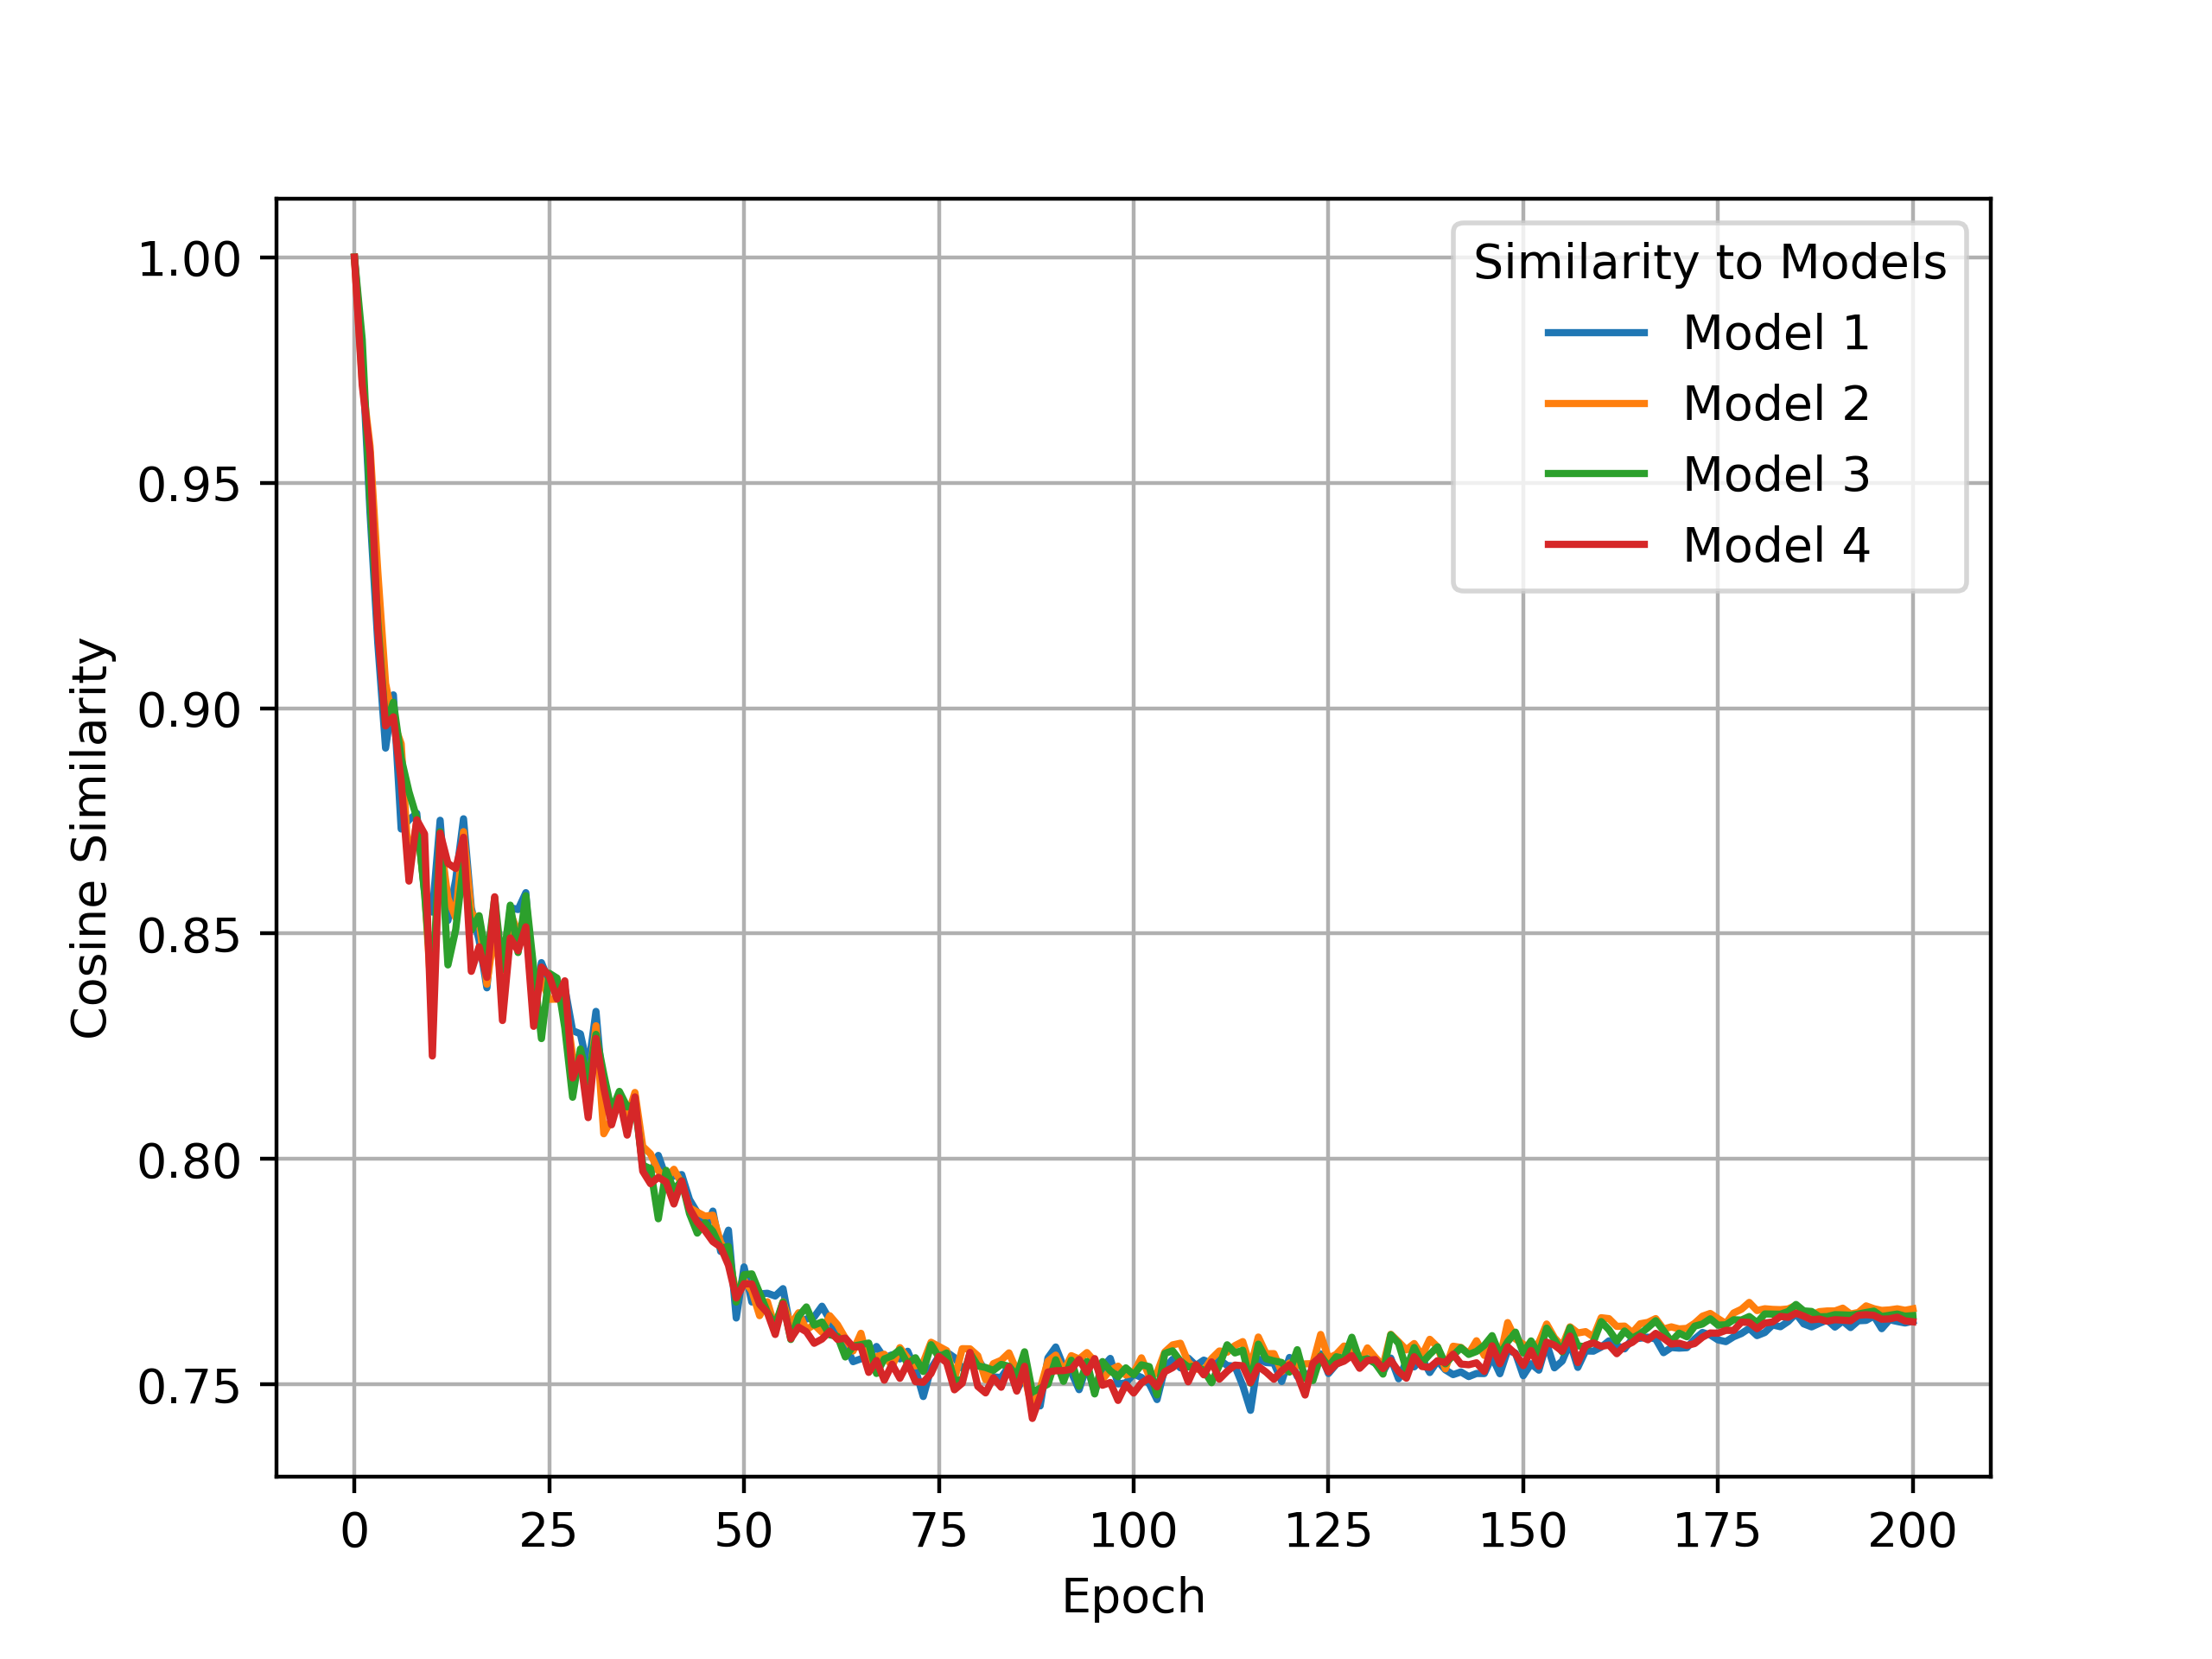 Similarity to Models
Model 1
Model 2
Model 3
Model 4
Cosine Similarity
1.00
0.95
0.90
0.85
0.80
0.75
0 25 50 75 100 125 150 175 200
Epoch